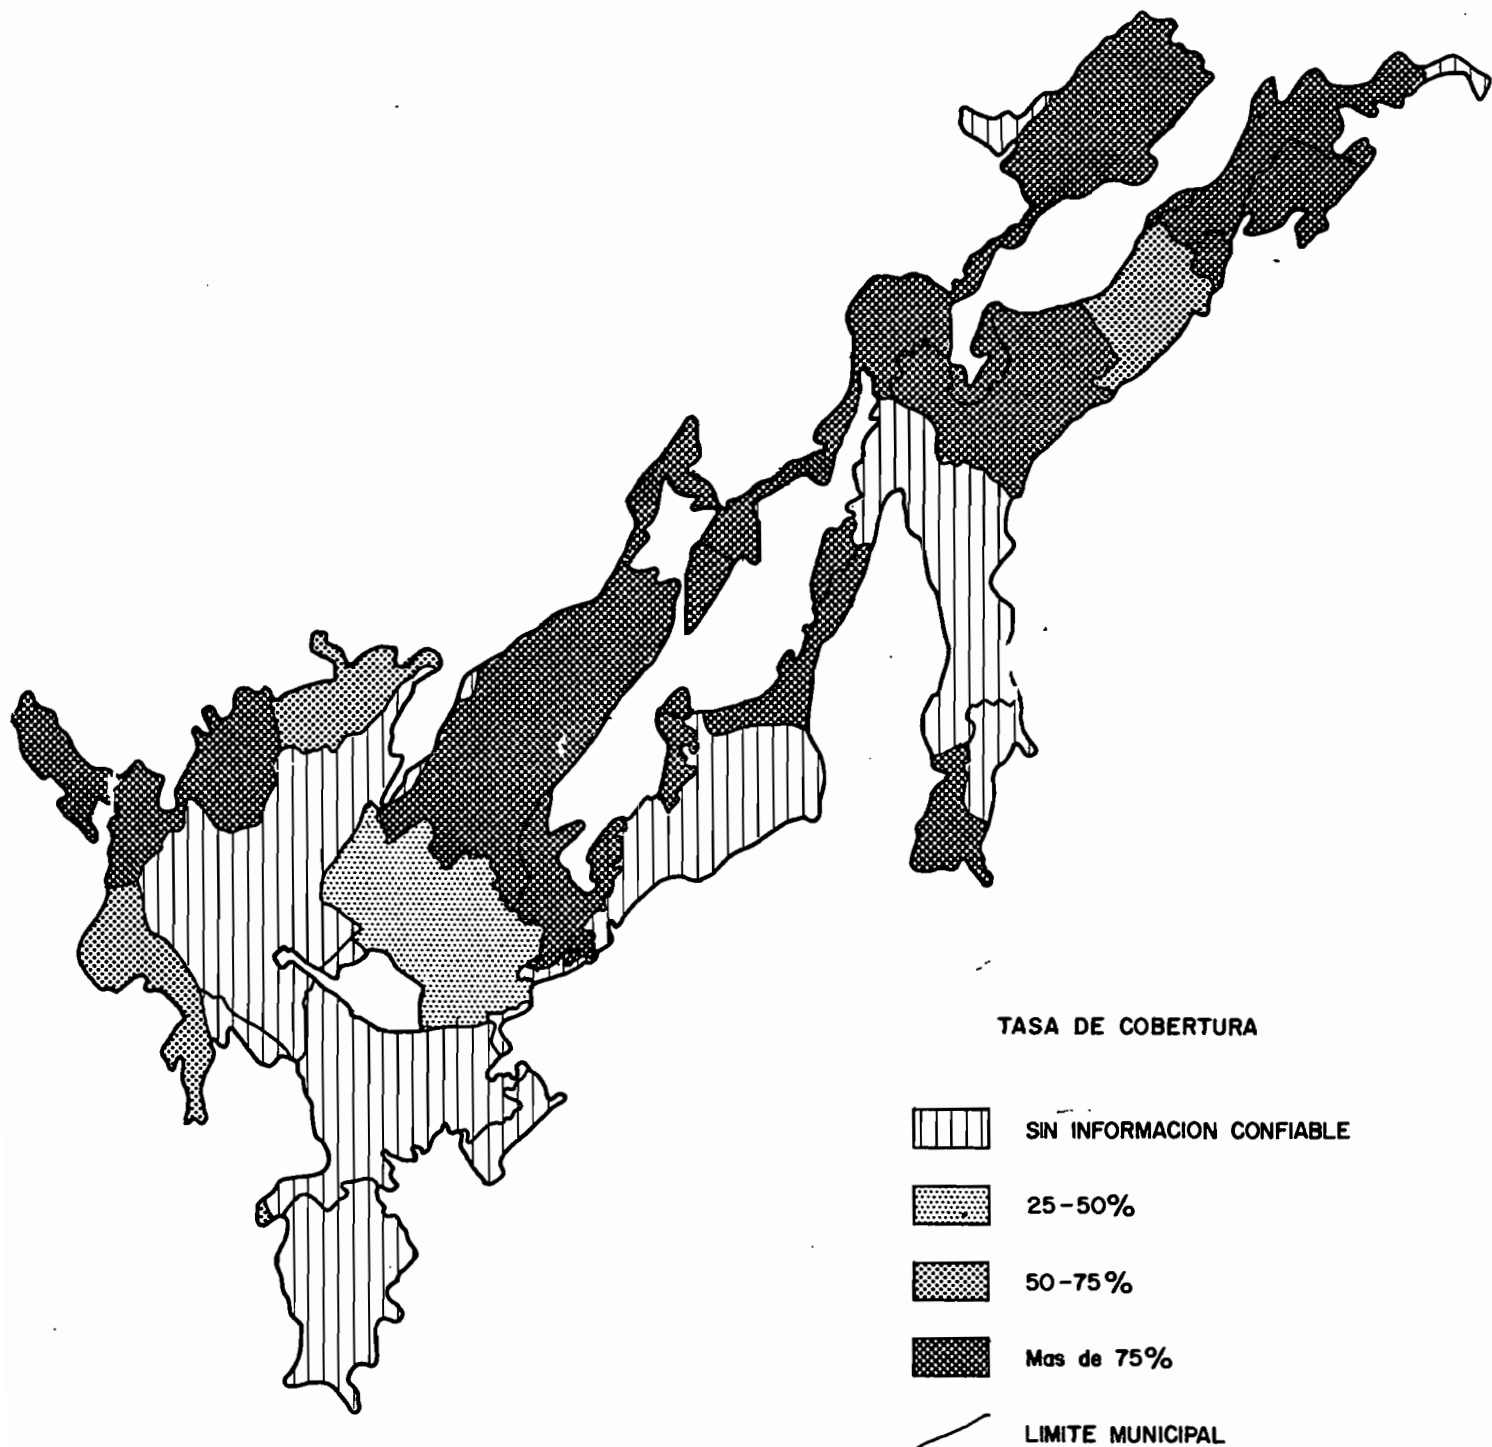 TASA DE COBERTURA
SIN INFORMACION CONFIABLE
25-50%
50-75%
Mas de 75%
LIMITE MUNICIPAL